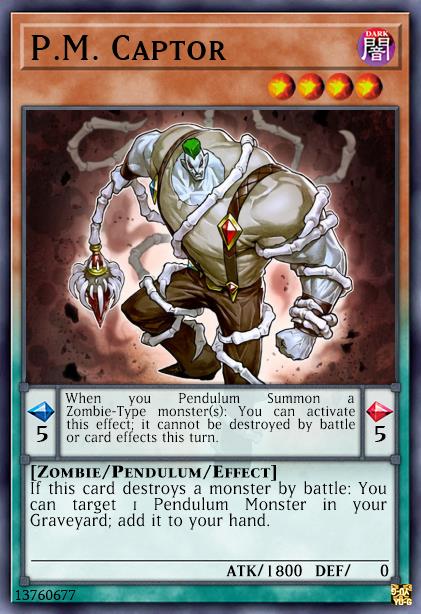 P.M. Captor
DARK
闇
When you Pendulum Summon a
Zombie-Type monster(s): You can activate
this effect; it cannot be destroyed by battle
or card effects this turn.
5
5
[Zombie/Pendulum/Effect]
If this card destroys a monster by battle: You
can target 1 Pendulum Monster in your
Graveyard; add it to your hand.
ATK/1800 DEF/ 0
13760677